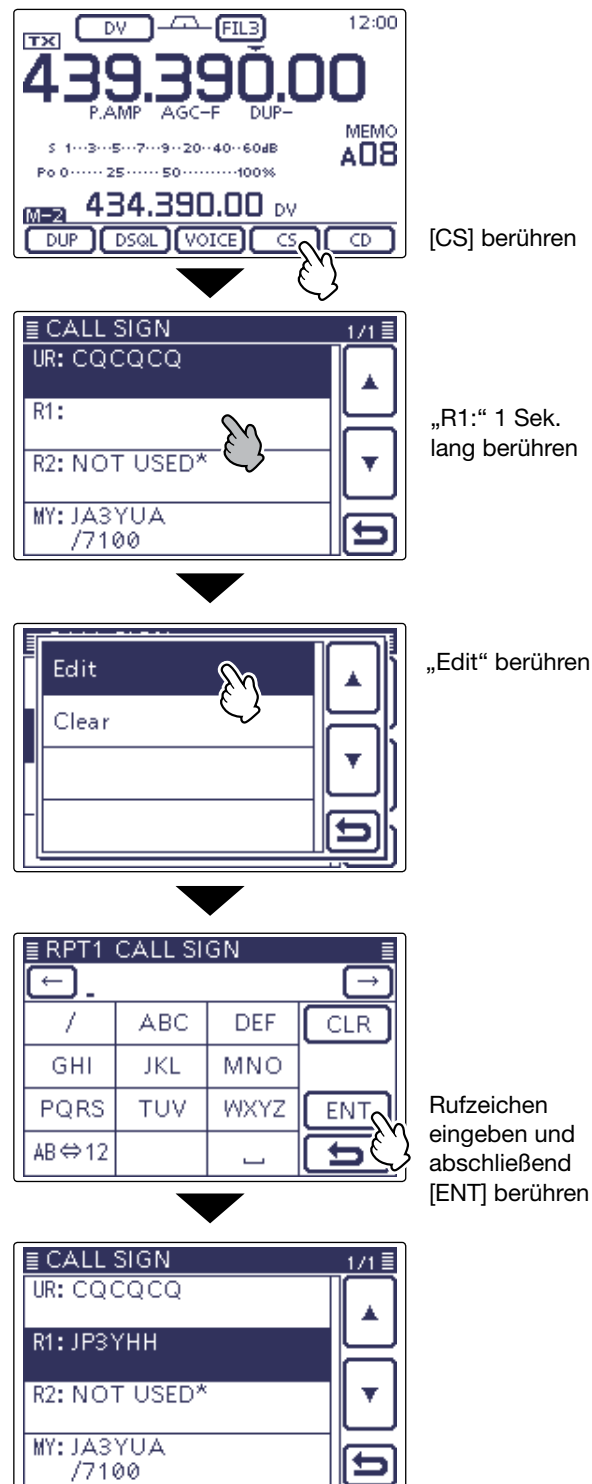 DV FIL3 12:00
TX
439.390.00
P.AMP AGC-F DUP-
MEMO
S 1···3···5···7···9··20··40··60dB
A08
Po 0······ 25 ······ 50 ·········100%
M-2 434.390.00 DV
DUP DSQL VOICE CS CD
[CS] berühren
CALL SIGN 1/1
UR: CQCQCQ
R1:
„R1:“ 1 Sek.
lang berühren
R2: NOT USED*
MY: JA3YUA
/7100
Edit
„Edit“ berühren
Clear
RPT1 CALL SIGN
← _ →
/ ABC DEF CLR
GHI JKL MNO
PQRS TUV WXYZ ENT
AB⇔12 ⎵
Rufzeichen
eingeben und
abschließend
[ENT] berühren
CALL SIGN 1/1
UR: CQCQCQ
R1: JP3YHH
R2: NOT USED*
MY: JA3YUA
/7100